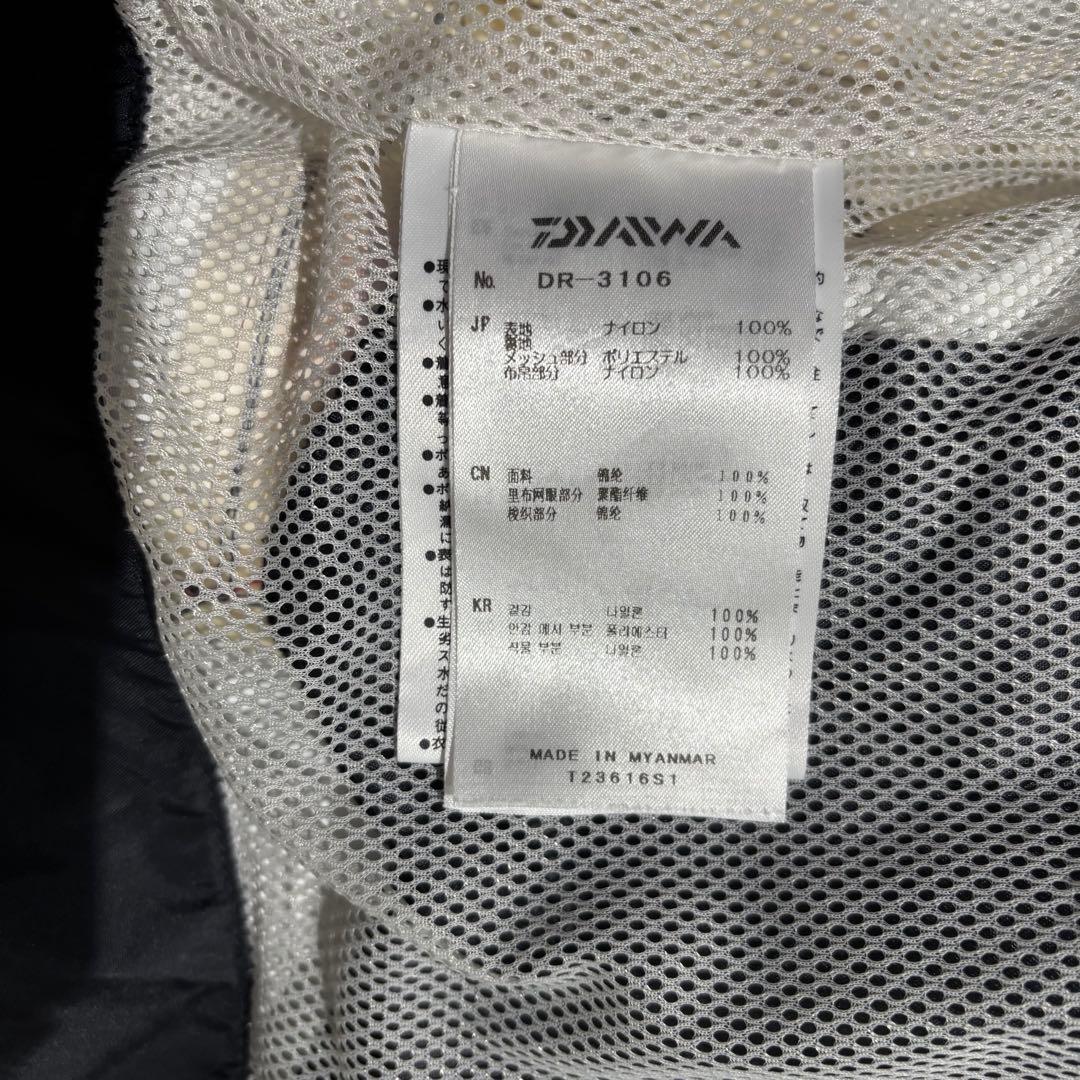 DAIWA
No. DR-3106
JP 表地 ナイロン 100%
裏地
メッシュ部分 ポリエステル 100%
布帛部分 ナイロン 100%
CN 面料 锦纶 100%
里布网眼部分 聚酯纤维 100%
梭织部分 锦纶 100%
KR 겉감 나일론 100%
안감 메시 부분 폴리에스터 100%
직물 부분 나일론 100%
MADE IN MYANMAR
T23616S1